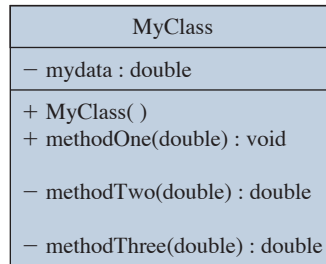 MyClass
− mydata : double
+ MyClass( )
+ methodOne(double) : void
− methodTwo(double) : double
− methodThree(double) : double